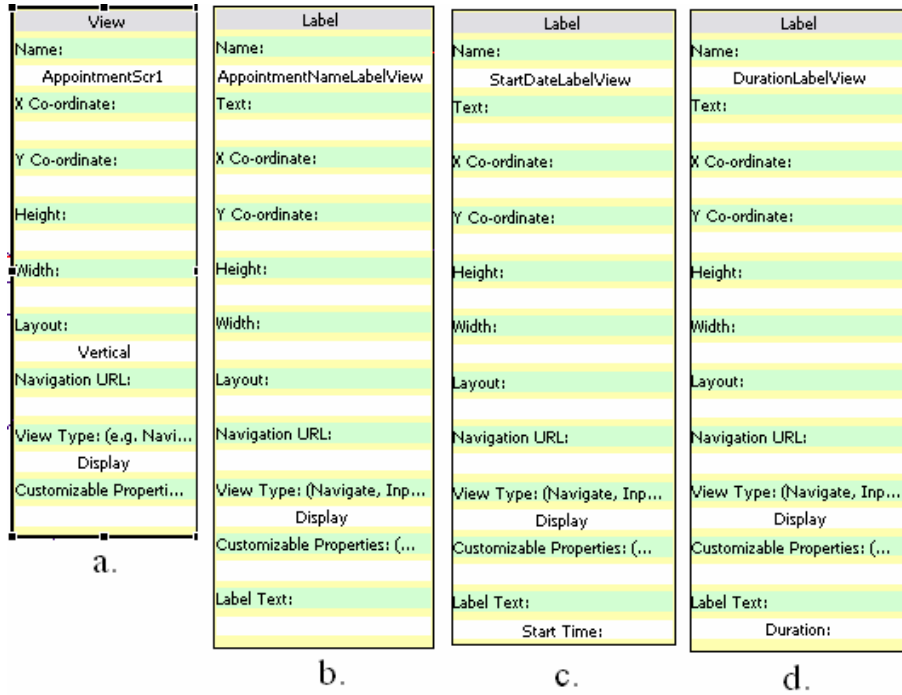 View
Name:
AppointmentScr1
X Co-ordinate:
Y Co-ordinate:
Height:
Width:
Layout:
Vertical
Navigation URL:
View Type: (e.g. Navi...
Display
Customizable Properti...
a.
Label
Name:
AppointmentNameLabelView
Text:
X Co-ordinate:
Y Co-ordinate:
Height:
Width:
Layout:
Navigation URL:
View Type: (Navigate, Inp...
Display
Customizable Properties: (...
Label Text:
b.
Label
Name:
StartDateLabelView
Text:
X Co-ordinate:
Y Co-ordinate:
Height:
Width:
Layout:
Navigation URL:
View Type: (Navigate, Inp...
Display
Customizable Properties: (...
Label Text:
Start Time:
c.
Label
Name:
DurationLabelView
Text:
X Co-ordinate:
Y Co-ordinate:
Height:
Width:
Layout:
Navigation URL:
View Type: (Navigate, Inp...
Display
Customizable Properties: (...
Label Text:
Duration:
d.